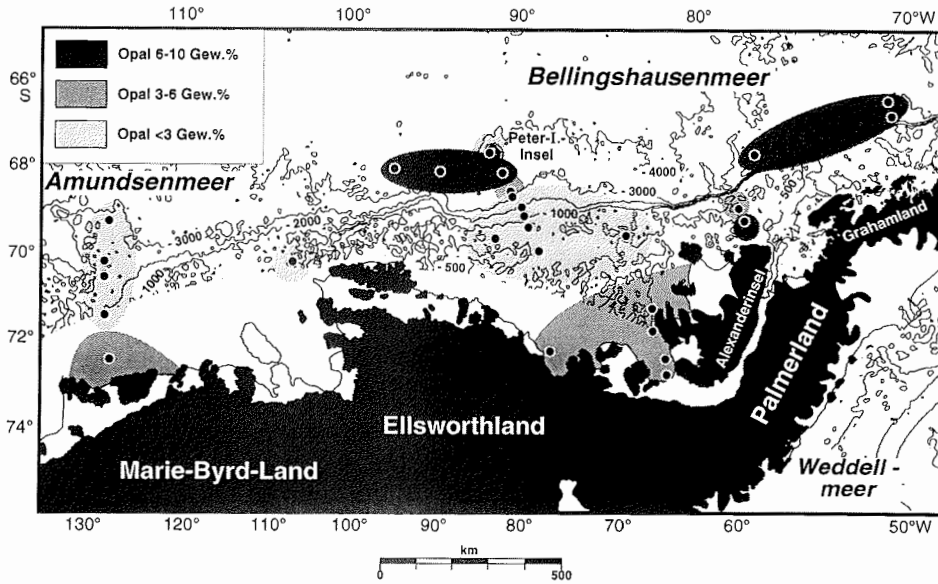 110° 100° 90° 80° 70°W
Opal 6-10 Gew.%
Opal 3-6 Gew.%
Opal <3 Gew.%
66°
S
68°
70°
72°
74°
Bellingshausenmeer
Peter-I.
Insel
Amundsenmeer
4000
3000
3000
2000
1000
1000
500
500
Grahamland
Alexanderinsel
Palmerland
Ellsworthland
Marie-Byrd-Land
Weddell-
meer
130° 120° 110° 100° 90° 80° 70° 60° 50°W
km
0 500